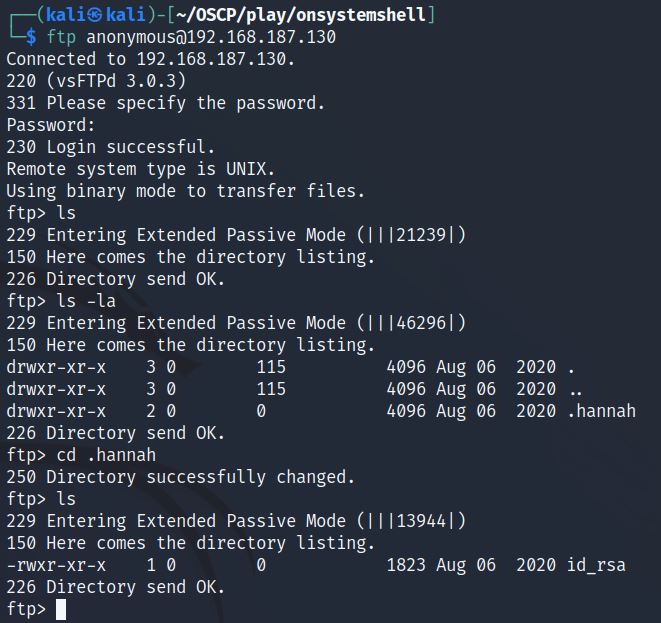 ┌──(kali㉿kali)-[~/OSCP/play/onsystemshell]
└─$ ftp anonymous@192.168.187.130
Connected to 192.168.187.130.
220 (vsFTPd 3.0.3)
331 Please specify the password.
Password:
230 Login successful.
Remote system type is UNIX.
Using binary mode to transfer files.
ftp> ls
229 Entering Extended Passive Mode (|||21239|)
150 Here comes the directory listing.
226 Directory send OK.
ftp> ls -la
229 Entering Extended Passive Mode (|||46296|)
150 Here comes the directory listing.
drwxr-xr-x    3 0        115          4096 Aug 06  2020 .
drwxr-xr-x    3 0        115          4096 Aug 06  2020 ..
drwxr-xr-x    2 0        0            4096 Aug 06  2020 .hannah
226 Directory send OK.
ftp> cd .hannah
250 Directory successfully changed.
ftp> ls
229 Entering Extended Passive Mode (|||13944|)
150 Here comes the directory listing.
-rwxr-xr-x    1 0        0            1823 Aug 06  2020 id_rsa
226 Directory send OK.
ftp>